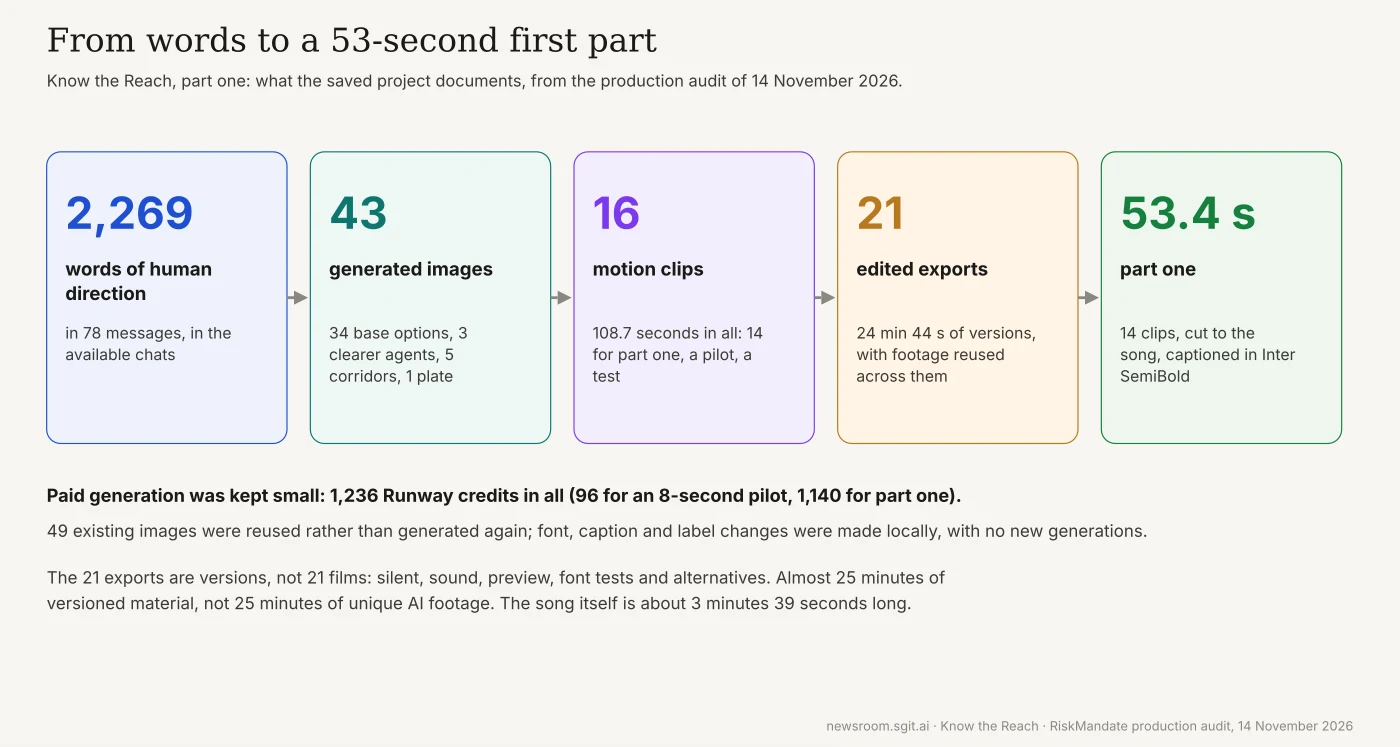 From words to a 53-second first part
Know the Reach, part one: what the saved project documents, from the production audit of 14 November 2026.
2,269
words of human
direction
in 78 messages, in the
available chats
43
generated images
34 base options, 3
clearer agents, 5
corridors, 1 plate
16
motion clips
108.7 seconds in all: 14
for part one, a pilot, a
test
21
edited exports
24 min 44 s of versions,
with footage reused
across them
53.4 s
part one
14 clips, cut to the
song, captioned in Inter
SemiBold
Paid generation was kept small: 1,236 Runway credits in all (96 for an 8-second pilot, 1,140 for part one).
49 existing images were reused rather than generated again; font, caption and label changes were made locally, with no new generations.
The 21 exports are versions, not 21 films: silent, sound, preview, font tests and alternatives. Almost 25 minutes of
versioned material, not 25 minutes of unique AI footage. The song itself is about 3 minutes 39 seconds long.
newsroom.sgit.ai · Know the Reach · RiskMandate production audit, 14 November 2026